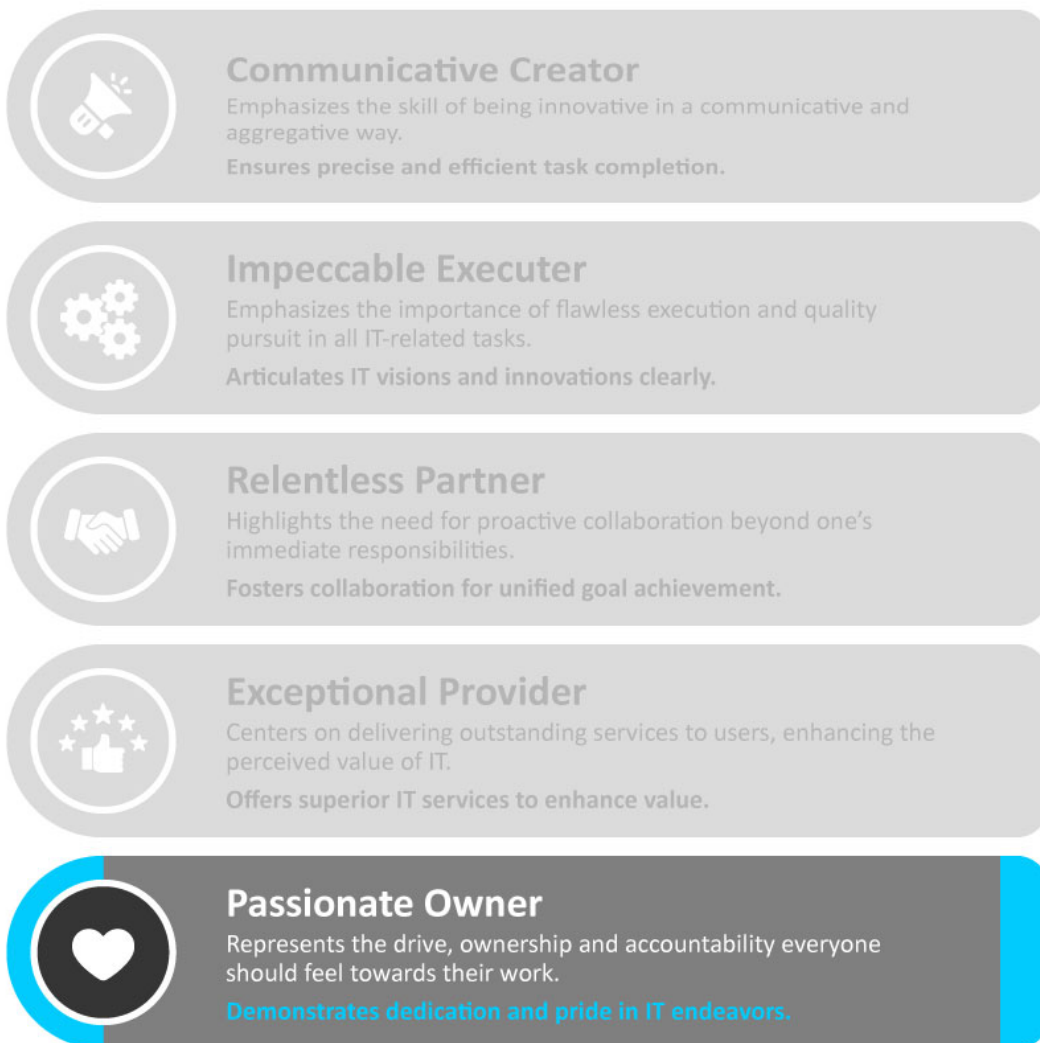 Communicative Creator
Emphasizes the skill of being innovative in a communicative and
aggregative way.
Ensures precise and efficient task completion.
Impeccable Executer
Emphasizes the importance of flawless execution and quality
pursuit in all IT-related tasks.
Articulates IT visions and innovations clearly.
Relentless Partner
Highlights the need for proactive collaboration beyond one's
immediate responsibilities.
Fosters collaboration for unified goal achievement.
Exceptional Provider
Centers on delivering outstanding services to users, enhancing the
perceived value of IT.
Offers superior IT services to enhance value.
Passionate Owner
Represents the drive, ownership and accountability everyone
should feel towards their work.
Demonstrates dedication and pride in IT endeavors.